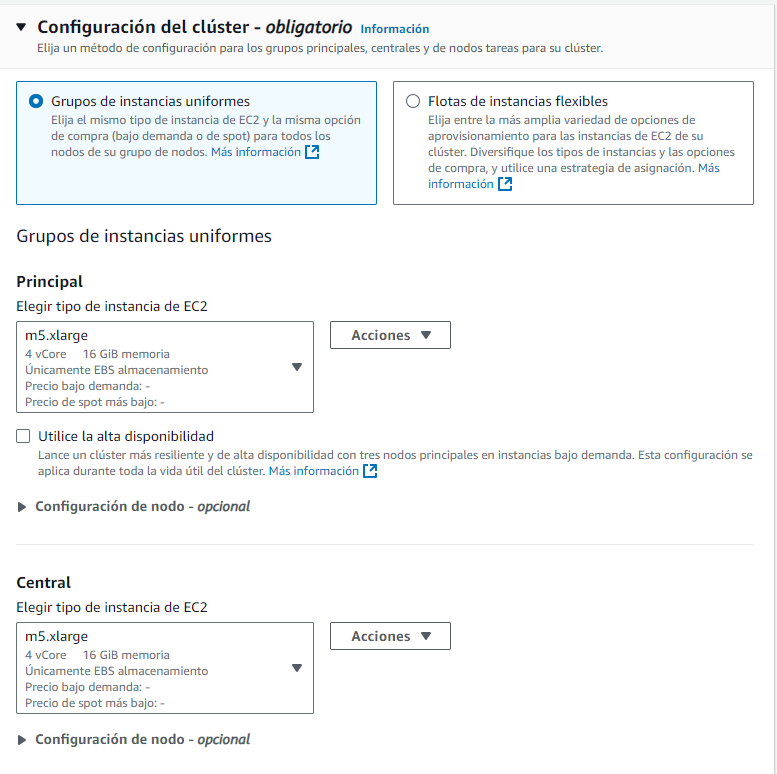 Configuración del clúster - obligatorio Información
Elija un método de configuración para los grupos principales, centrales y de nodos tareas para su clúster.
Grupos de instancias uniformes
Elija el mismo tipo de instancia de EC2 y la misma opción
de compra (bajo demanda o de spot) para todos los
nodos de su grupo de nodos. Más información
Flotas de instancias flexibles
Elija entre la más amplia variedad de opciones de
aprovisionamiento para las instancias de EC2 de su
clúster. Diversifique los tipos de instancias y las opciones
de compra, y utilice una estrategia de asignación. Más
información
Grupos de instancias uniformes
Principal
Elegir tipo de instancia de EC2
m5.xlarge
4 vCore 16 GiB memoria
Únicamente EBS almacenamiento
Precio bajo demanda: -
Precio de spot más bajo: -
Acciones
Utilice la alta disponibilidad
Lance un clúster más resiliente y de alta disponibilidad con tres nodos principales en instancias bajo demanda. Esta configuración se
aplica durante toda la vida útil del clúster. Más información
Configuración de nodo - opcional
Central
Elegir tipo de instancia de EC2
m5.xlarge
4 vCore 16 GiB memoria
Únicamente EBS almacenamiento
Precio bajo demanda: -
Precio de spot más bajo: -
Acciones
Configuración de nodo - opcional